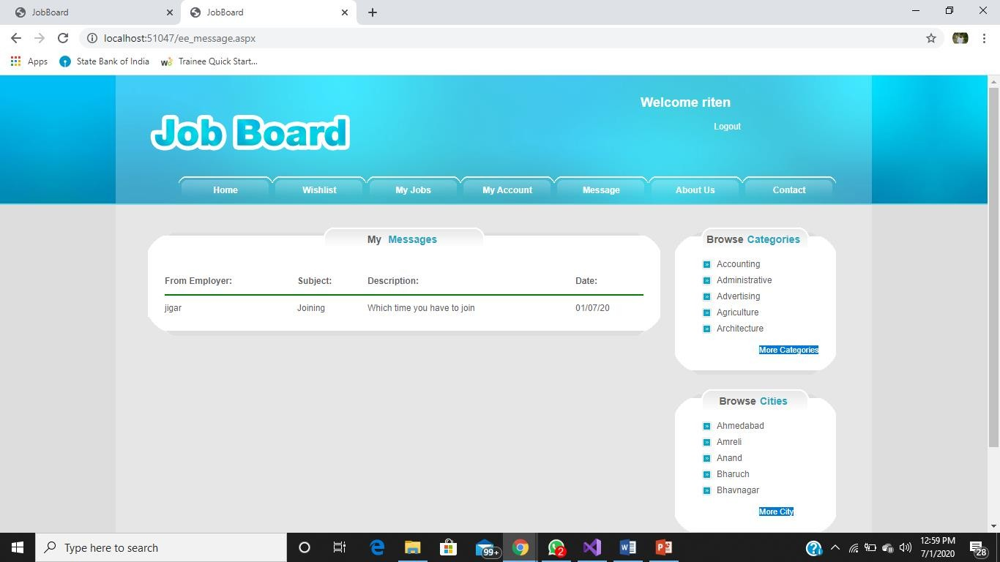 JobBoard
JobBoard
localhost:51047/ee_message.aspx
Apps State Bank of India Trainee Quick Start...
Welcome riten
Logout
Job Board
Home Wishlist My Jobs My Account Message About Us Contact
My Messages
From Employer: Subject: Description: Date:
jigar Joining Which time you have to join 01/07/20
Browse Categories
Accounting
Administrative
Advertising
Agriculture
Architecture
More Categories
Browse Cities
Ahmedabad
Amreli
Anand
Bharuch
Bhavnagar
More City
Type here to search
99+
2
12:59 PM
7/1/2020
28